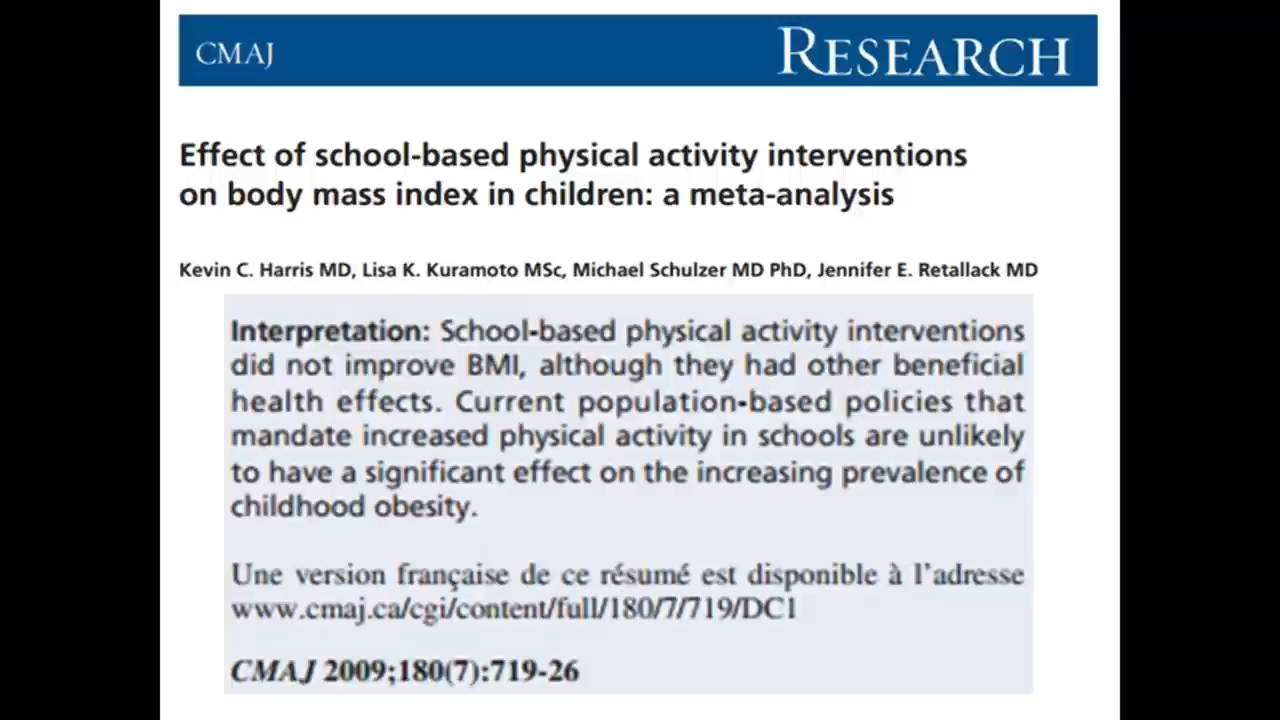 CMAJ
RESEARCH
Effect of school-based physical activity interventions
on body mass index in children: a meta-analysis
Kevin C. Harris MD, Lisa K. Kuramoto MSc, Michael Schulzer MD PhD, Jennifer E. Retallack MD
Interpretation: School-based physical activity interventions
did not improve BMI, although they had other beneficial
health effects. Current population-based policies that
mandate increased physical activity in schools are unlikely
to have a significant effect on the increasing prevalence of
childhood obesity.
Une version française de ce résumé est disponible à l'adresse
www.cmaj.ca/cgi/content/full/180/7/719/DC1
CMAJ 2009;180(7):719-26